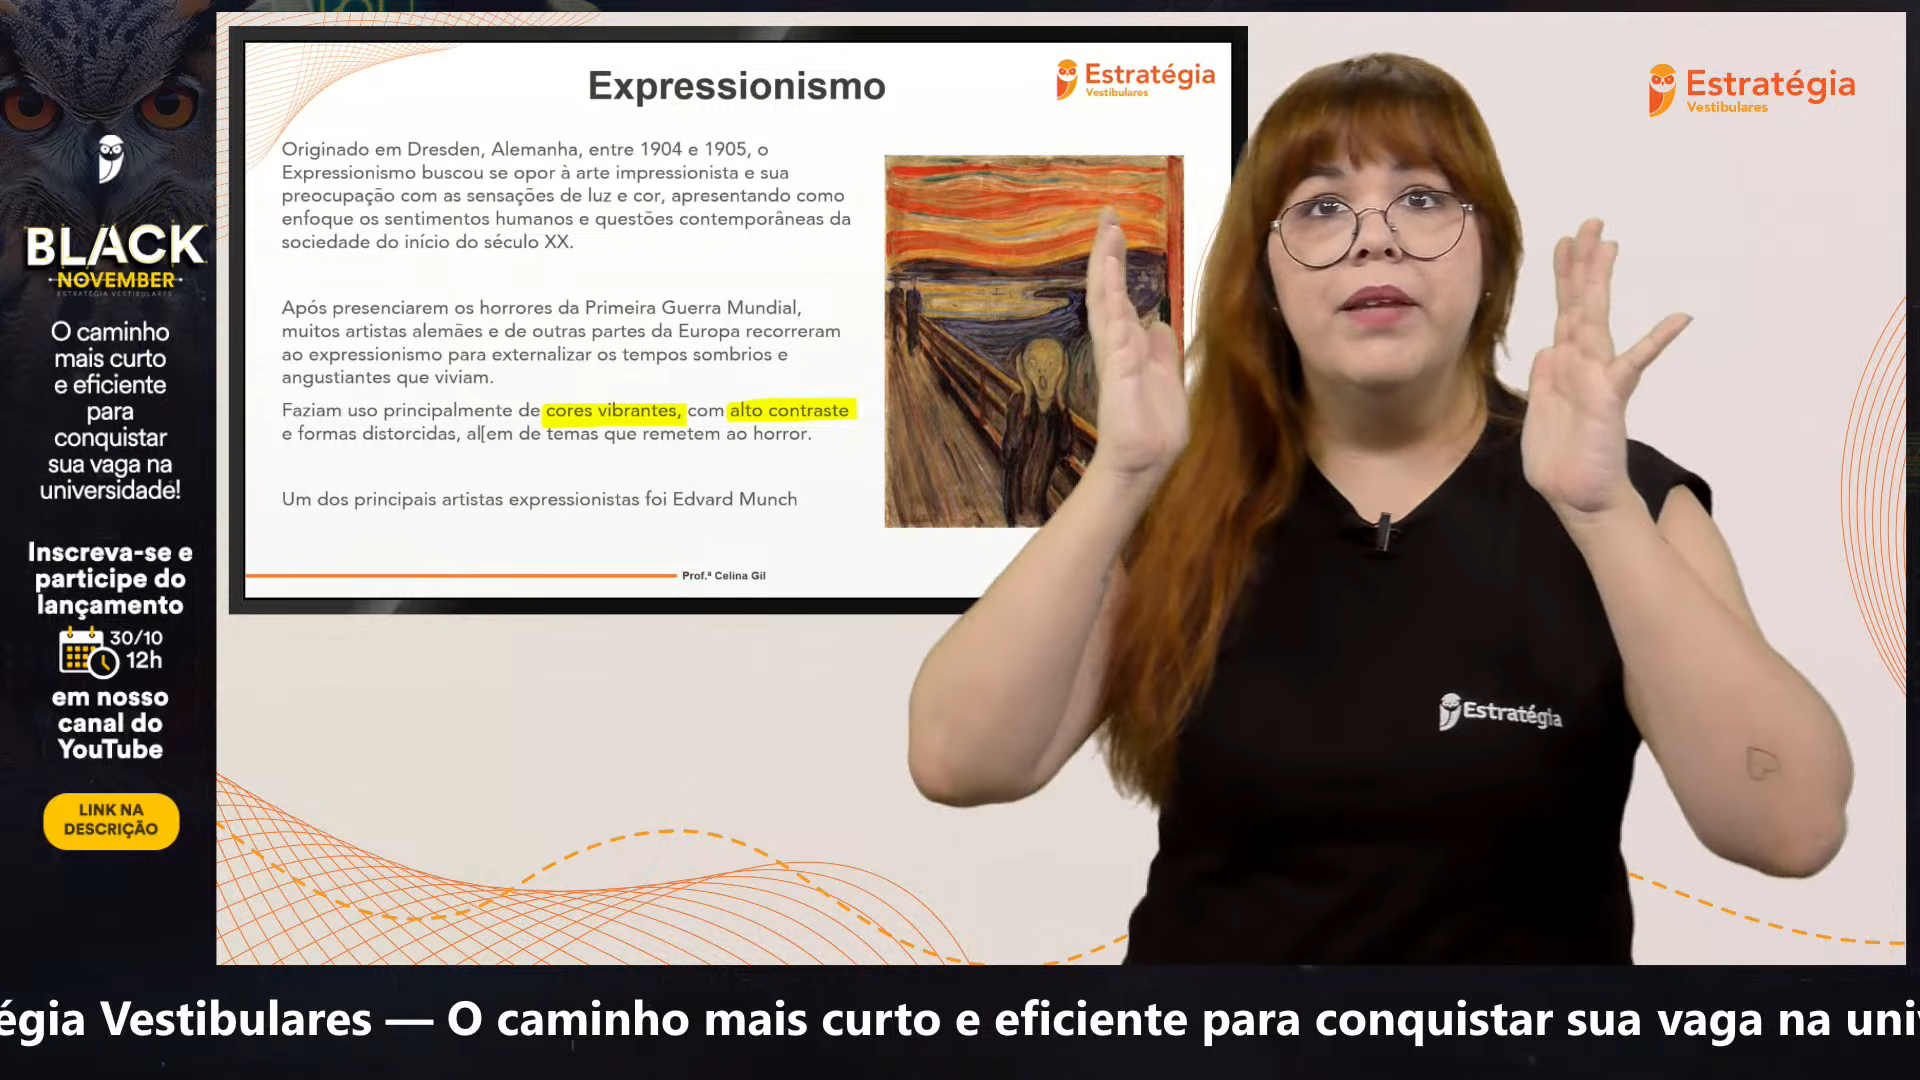 BLACK
NOVEMBER
ESTRATÉGIA VESTIBULARES
O caminho
mais curto
e eficiente
para
conquistar
sua vaga na
universidade!
Inscreva-se e
participe do
lançamento
30/10
12h
em nosso
canal do
YouTube
LINK NA
DESCRIÇÃO
Expressionismo
Estratégia
Vestibulares
Originado em Dresden, Alemanha, entre 1904 e 1905, o
Expressionismo buscou se opor à arte impressionista e sua
preocupação com as sensações de luz e cor, apresentando como
enfoque os sentimentos humanos e questões contemporâneas da
sociedade do início do século XX.
Após presenciarem os horrores da Primeira Guerra Mundial,
muitos artistas alemães e de outras partes da Europa recorreram
ao expressionismo para externalizar os tempos sombrios e
angustiantes que viviam.
Faziam uso principalmente de cores vibrantes, com alto contraste
e formas distorcidas, al[em de temas que remetem ao horror.
Um dos principais artistas expressionistas foi Edvard Munch
Prof.ª Celina Gil
Estratégia
Vestibulares
Estratégia
égia Vestibulares — O caminho mais curto e eficiente para conquistar sua vaga na univ